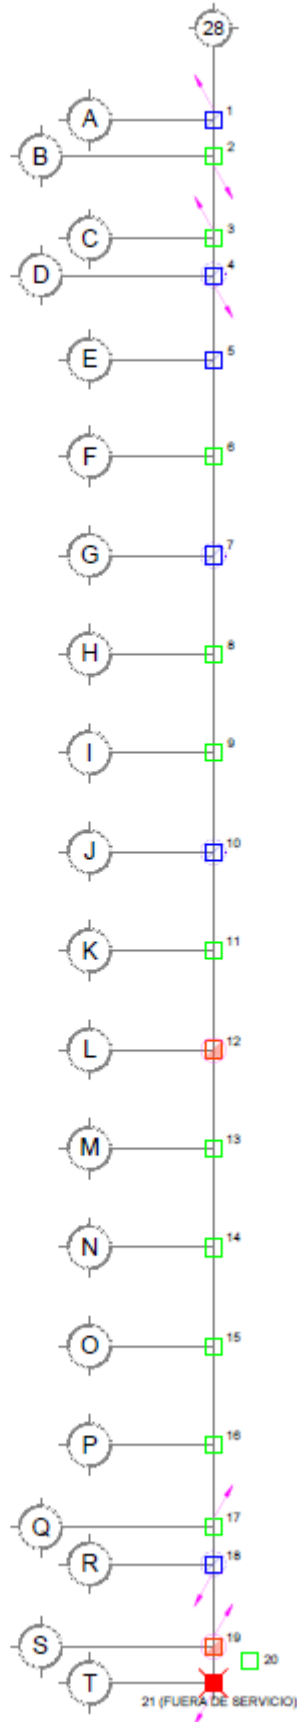 28
A 1
B 2
C 3
D 4
E 5
F 6
G 7
H 8
I 9
J 10
K 11
L 12
M 13
N 14
O 15
P 16
Q 17
R 18
S 19
20
T
21 (FUERA DE SERVICIO)